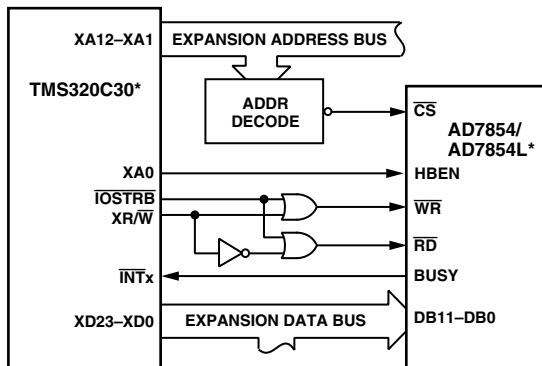 XA12–XA1
EXPANSION ADDRESS BUS
TMS320C30*
ADDR
DECODE
CS
AD7854/
AD7854L*
XA0
HBEN
IOSTRB
XR/W
WR
RD
INTx
BUSY
XD23–XD0
EXPANSION DATA BUS
DB11–DB0